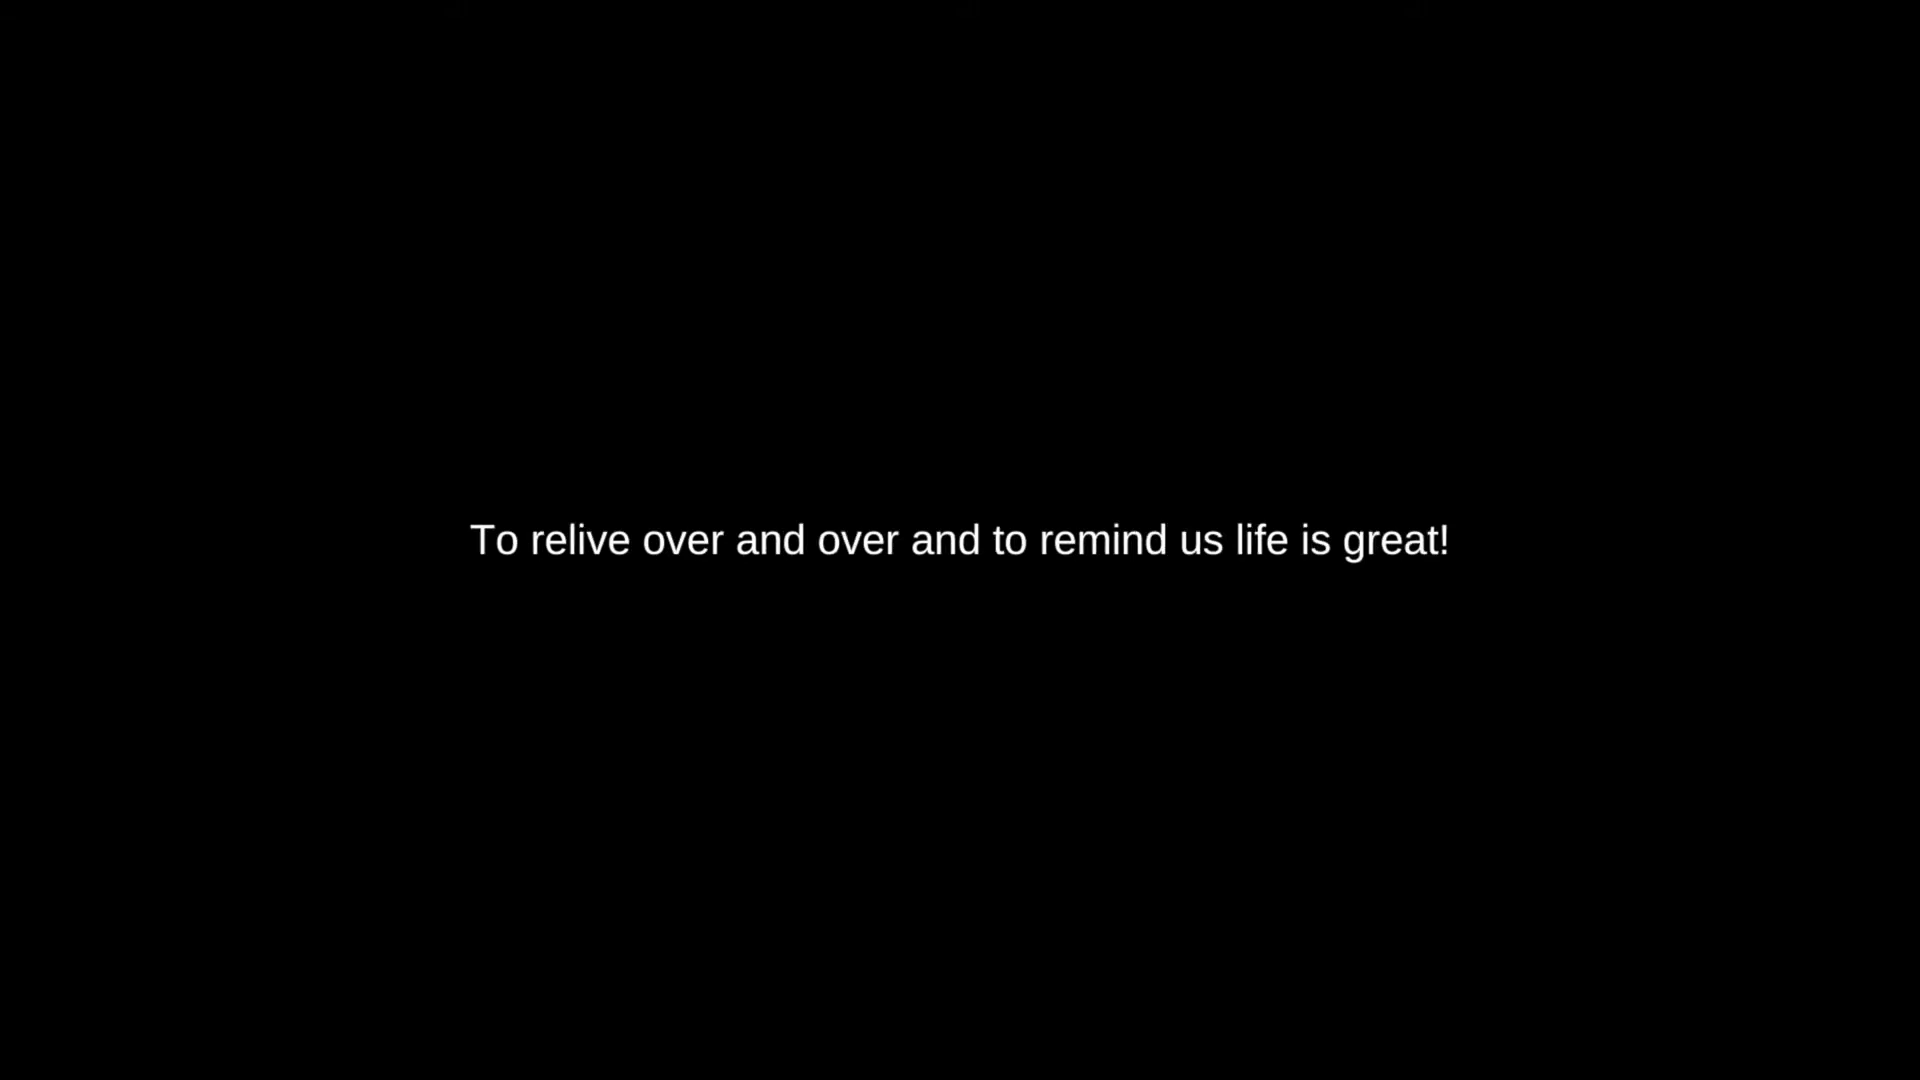 To relive over and over and to remind us life is great!